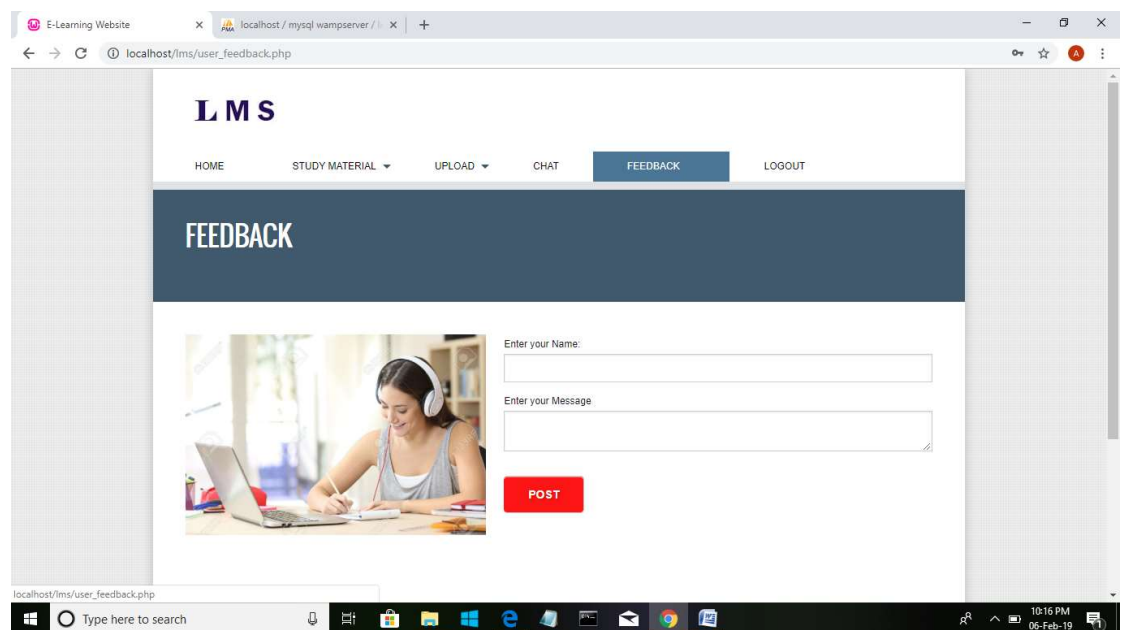 E-Learning Website
localhost / mysql wampserver / l
localhost/lms/user_feedback.php
A
L M S
HOME STUDY MATERIAL UPLOAD CHAT FEEDBACK LOGOUT
FEEDBACK
Enter your Name:
Enter your Message
POST
localhost/lms/user_feedback.php
Type here to search
10:16 PM
06-Feb-19